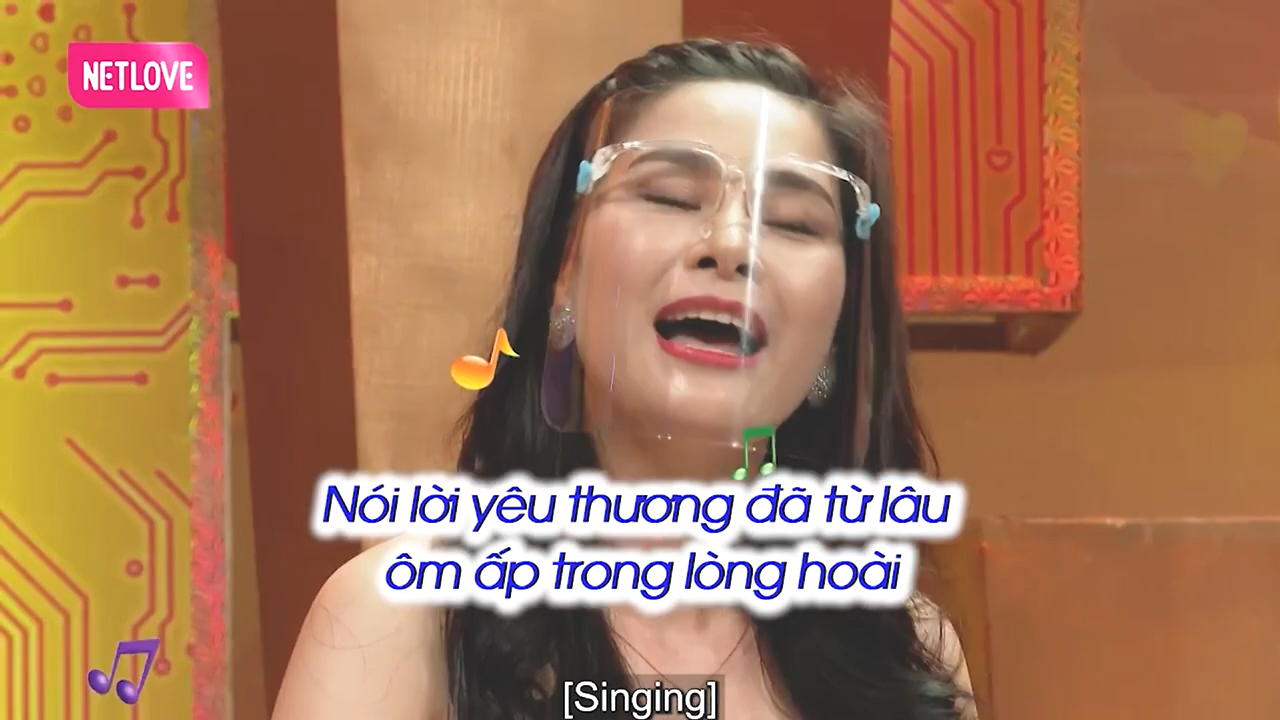 NETLOVE
Nói lời yêu thương đã từ lâu
ôm ấp trong lòng hoài
[Singing]